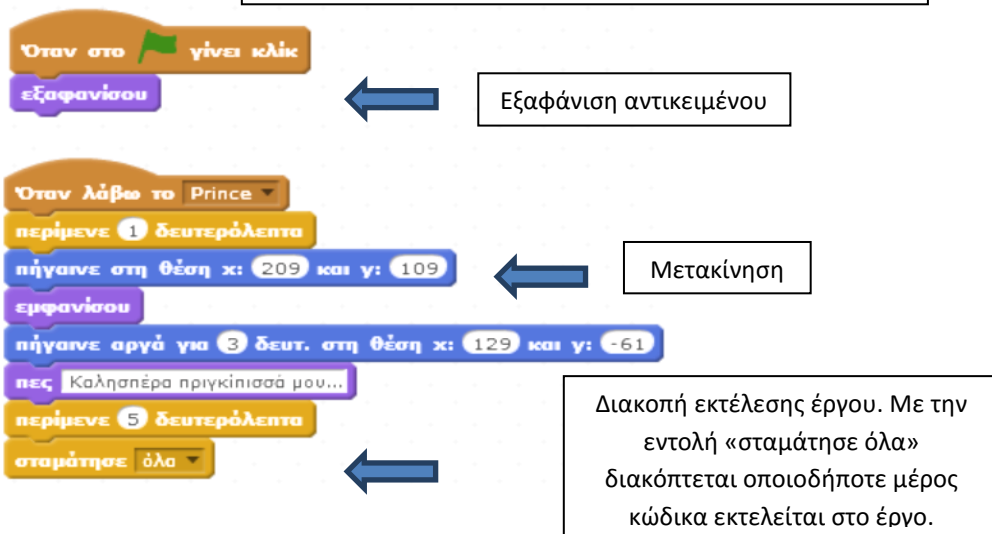 Όταν στο γίνει κλίκ
εξαφανίσου
Εξαφάνιση αντικειμένου
Όταν λάβω το Prince
περίμενε 1 δευτερόλεπτα
πήγαινε στη θέση x: 209 και y: 109
Μετακίνηση
εμφανίσου
πήγαινε αργά για 3 δευτ. στη θέση x: 129 και y: -61
πες Καλησπέρα πριγκίπισσά μου...
περίμενε 5 δευτερόλεπτα
σταμάτησε όλα
Διακοπή εκτέλεσης έργου. Με την
εντολή «σταμάτησε όλα»
διακόπτεται οποιοδήποτε μέρος
κώδικα εκτελείται στο έργο.